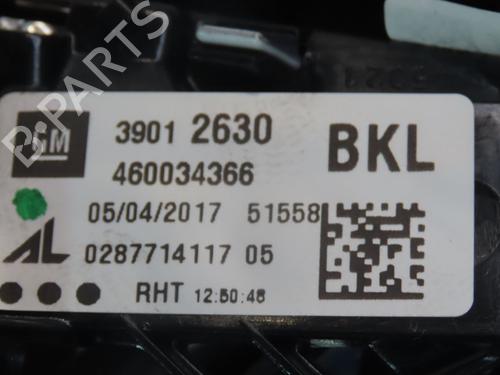 B-PARTS
GM
3901 2630
BKL
460034366
05/04/2017 51558
AL
0287714117 05
RHT 12:50:48